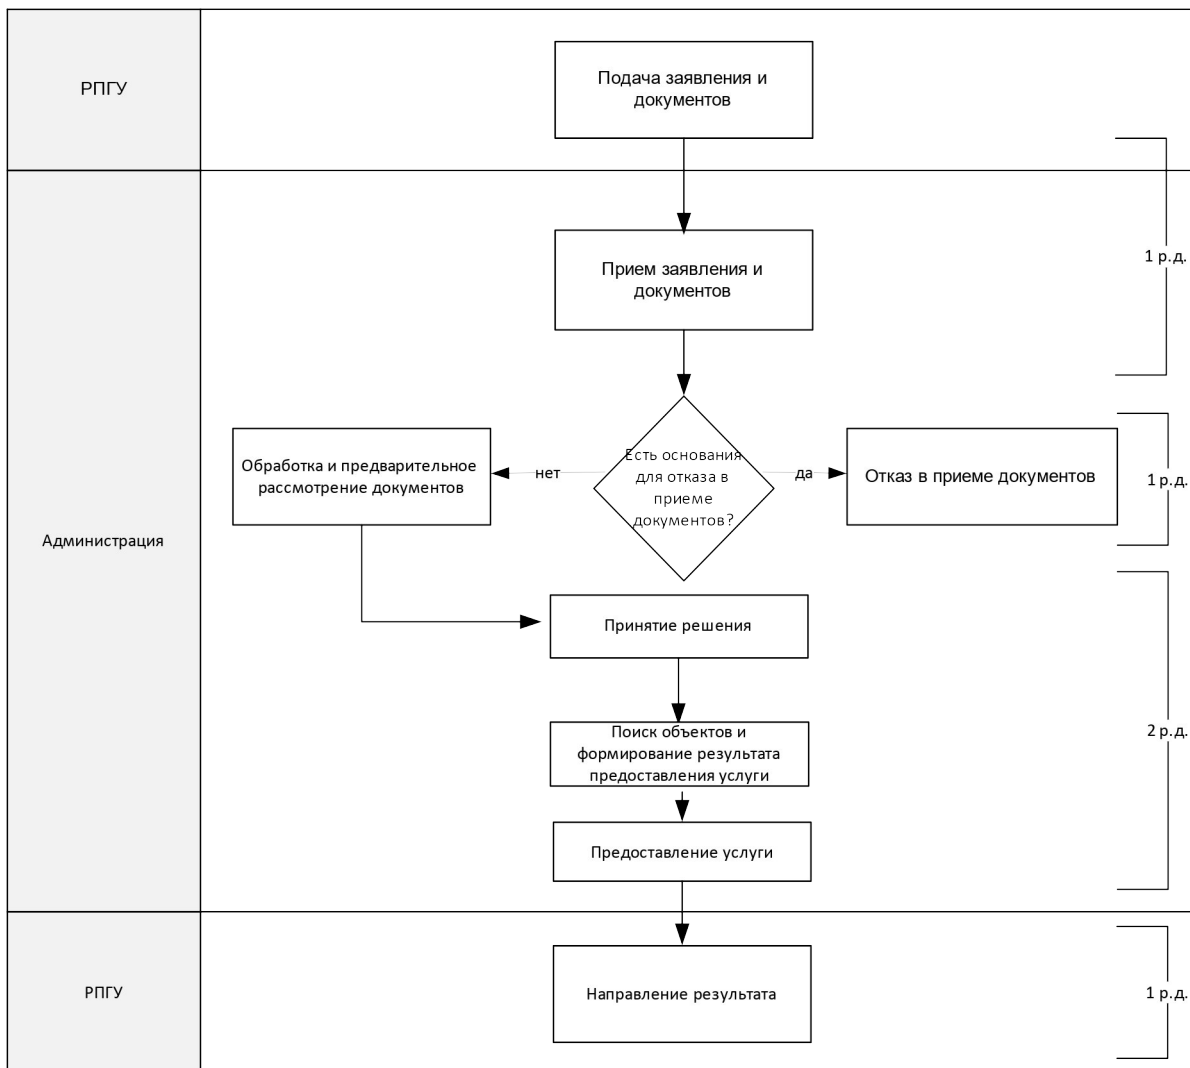 РПГУ
Подача заявления и
документов
Прием заявления и
документов
1 р.д.
Администрация
Обработка и предварительное
рассмотрение документов
нет
Есть основания
для отказа в
приеме
документов?
да
Отказ в приеме документов
1 р.д.
Принятие решения
Поиск объектов и
формирование результата
предоставления услуги
2 р.д.
Предоставление услуги
РПГУ
Направление результата
1 р.д.